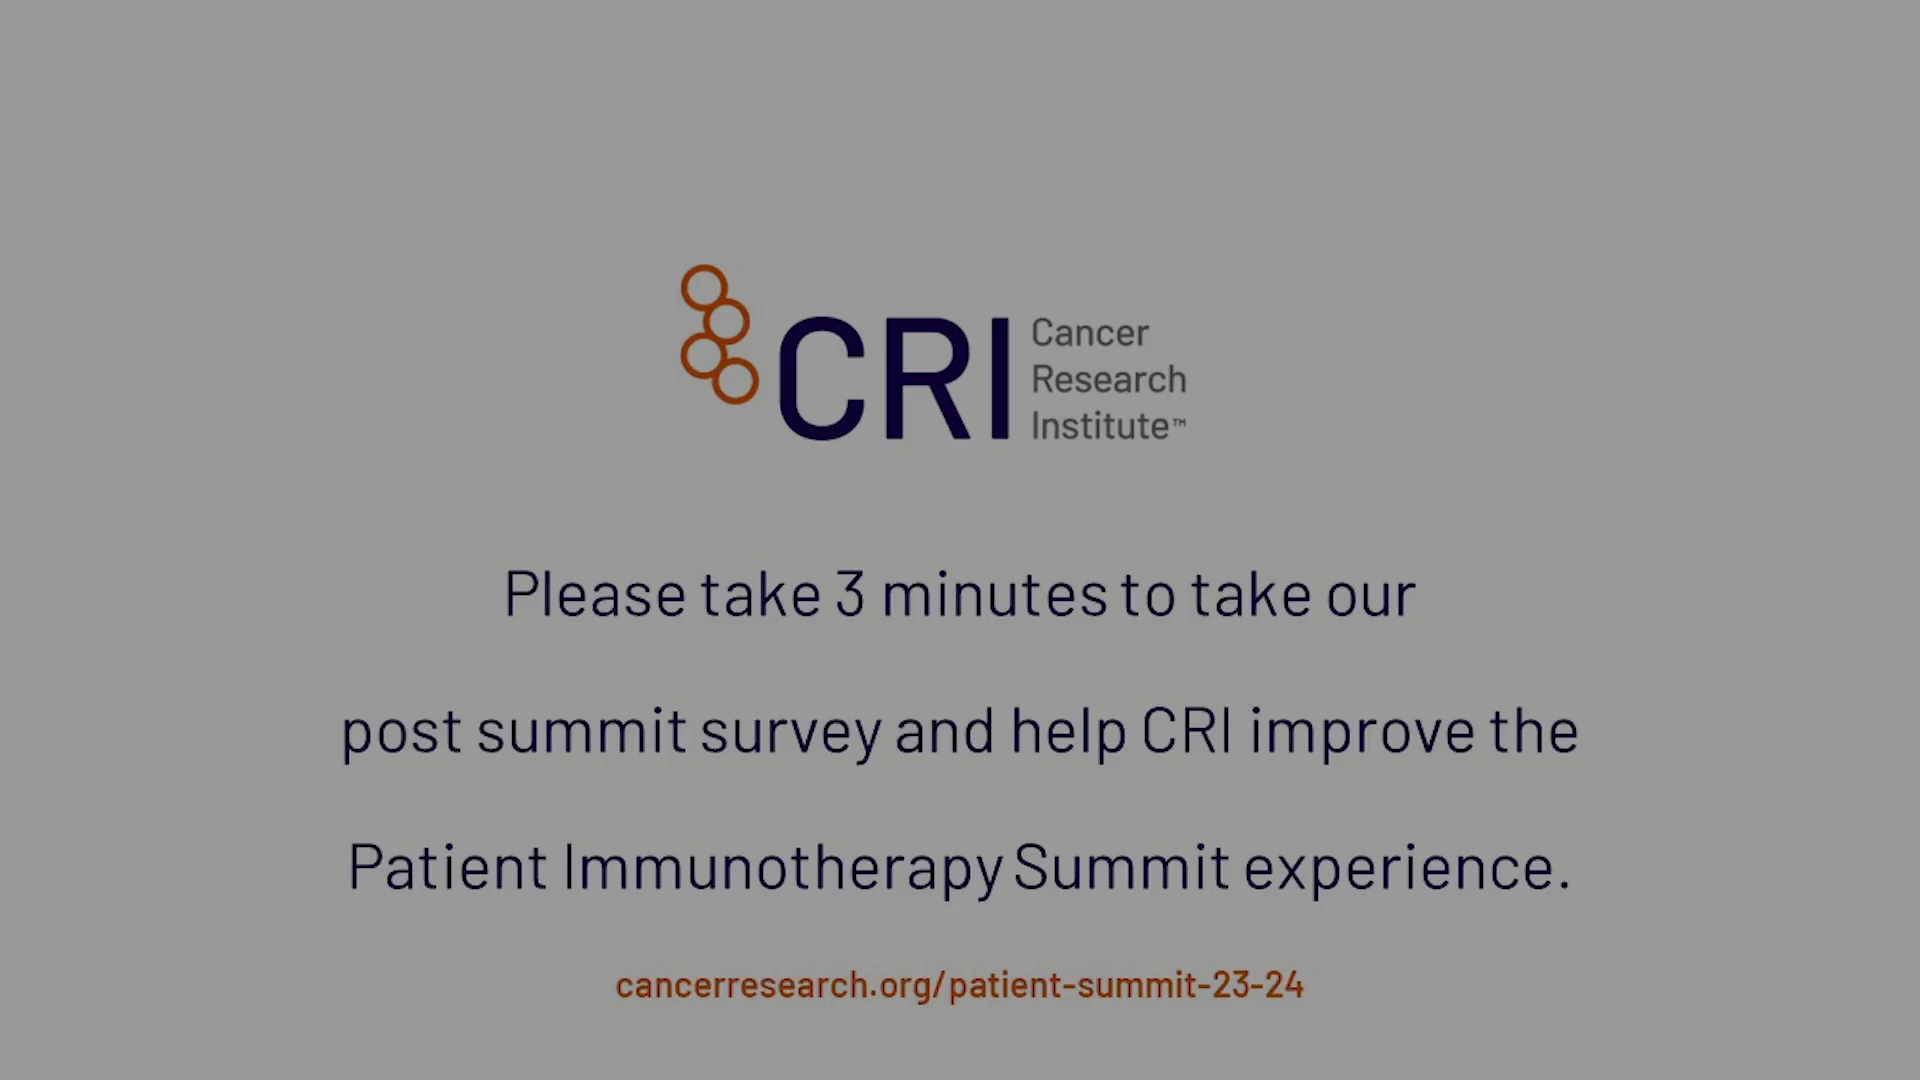 CRI
Cancer
Research
Institute™
Please take 3 minutes to take our
post summit survey and help CRI improve the
Patient Immunotherapy Summit experience.
cancerresearch.org/patient-summit-23-24